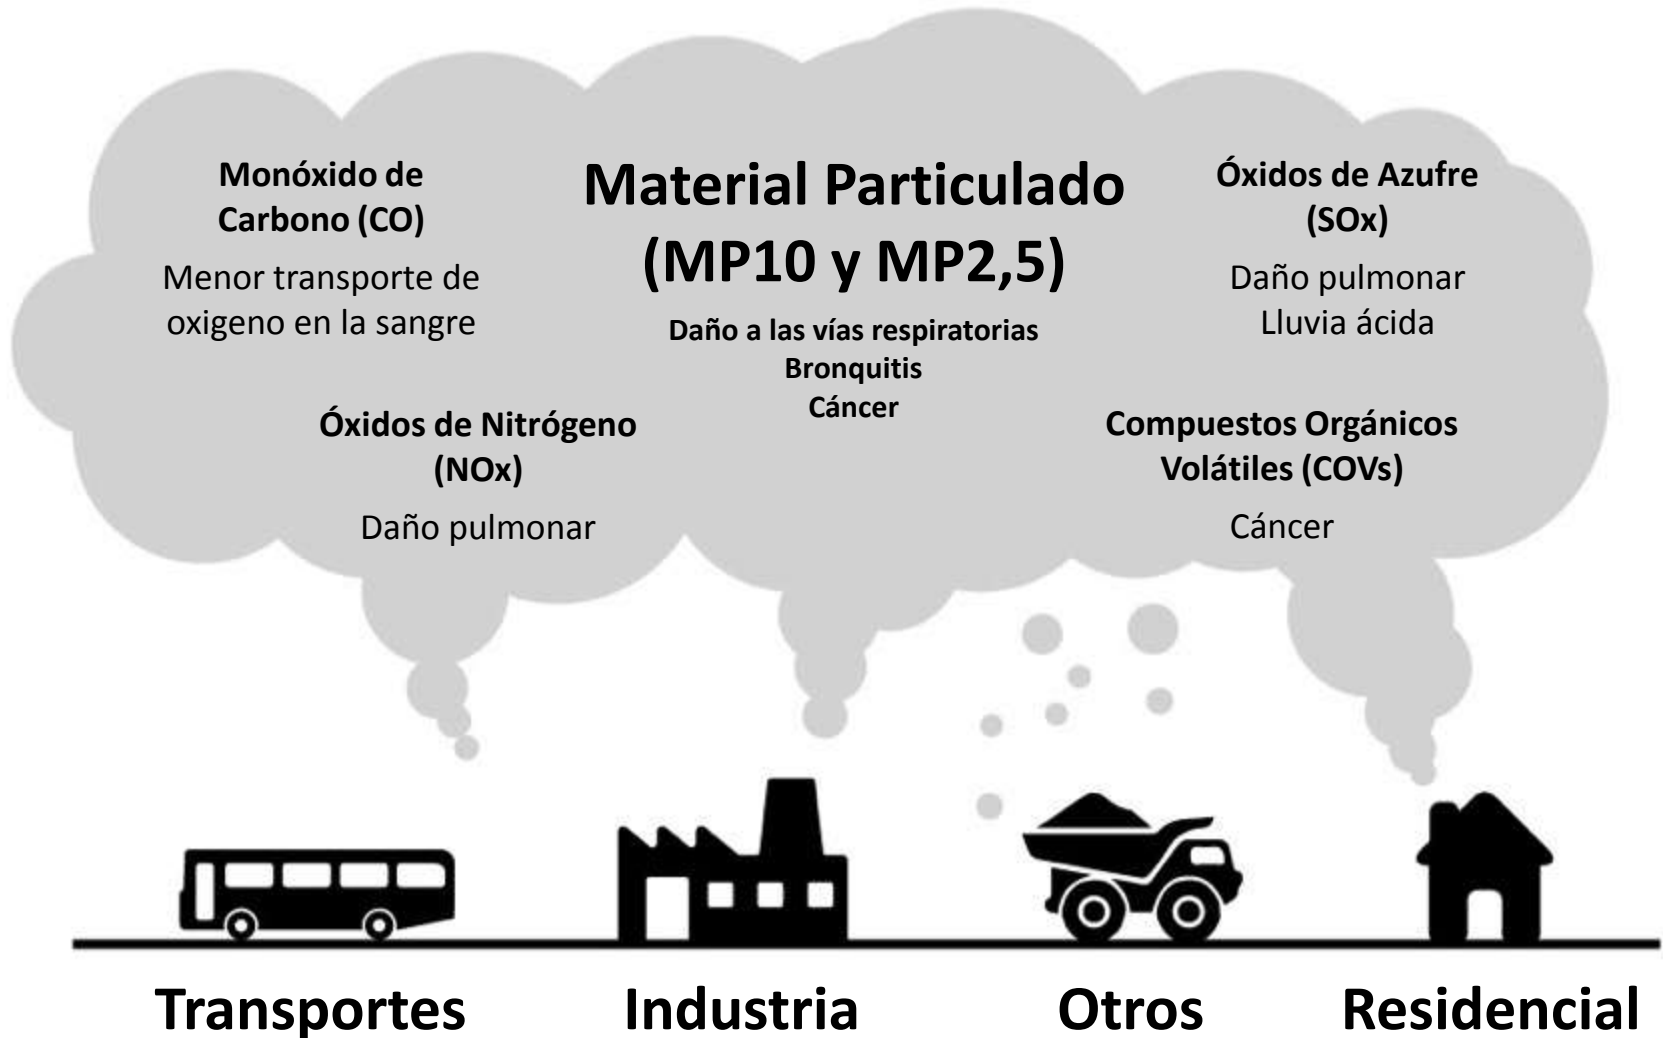 Monóxido de
Carbono (CO)
Menor transporte de
oxigeno en la sangre
Material Particulado
(MP10 y MP2,5)
Daño a las vías respiratorias
Bronquitis
Cáncer
Óxidos de Azufre
(SOx)
Daño pulmonar
Lluvia ácida
Óxidos de Nitrógeno
(NOx)
Daño pulmonar
Compuestos Orgánicos
Volátiles (COVs)
Cáncer
Transportes
Industria
Otros
Residencial